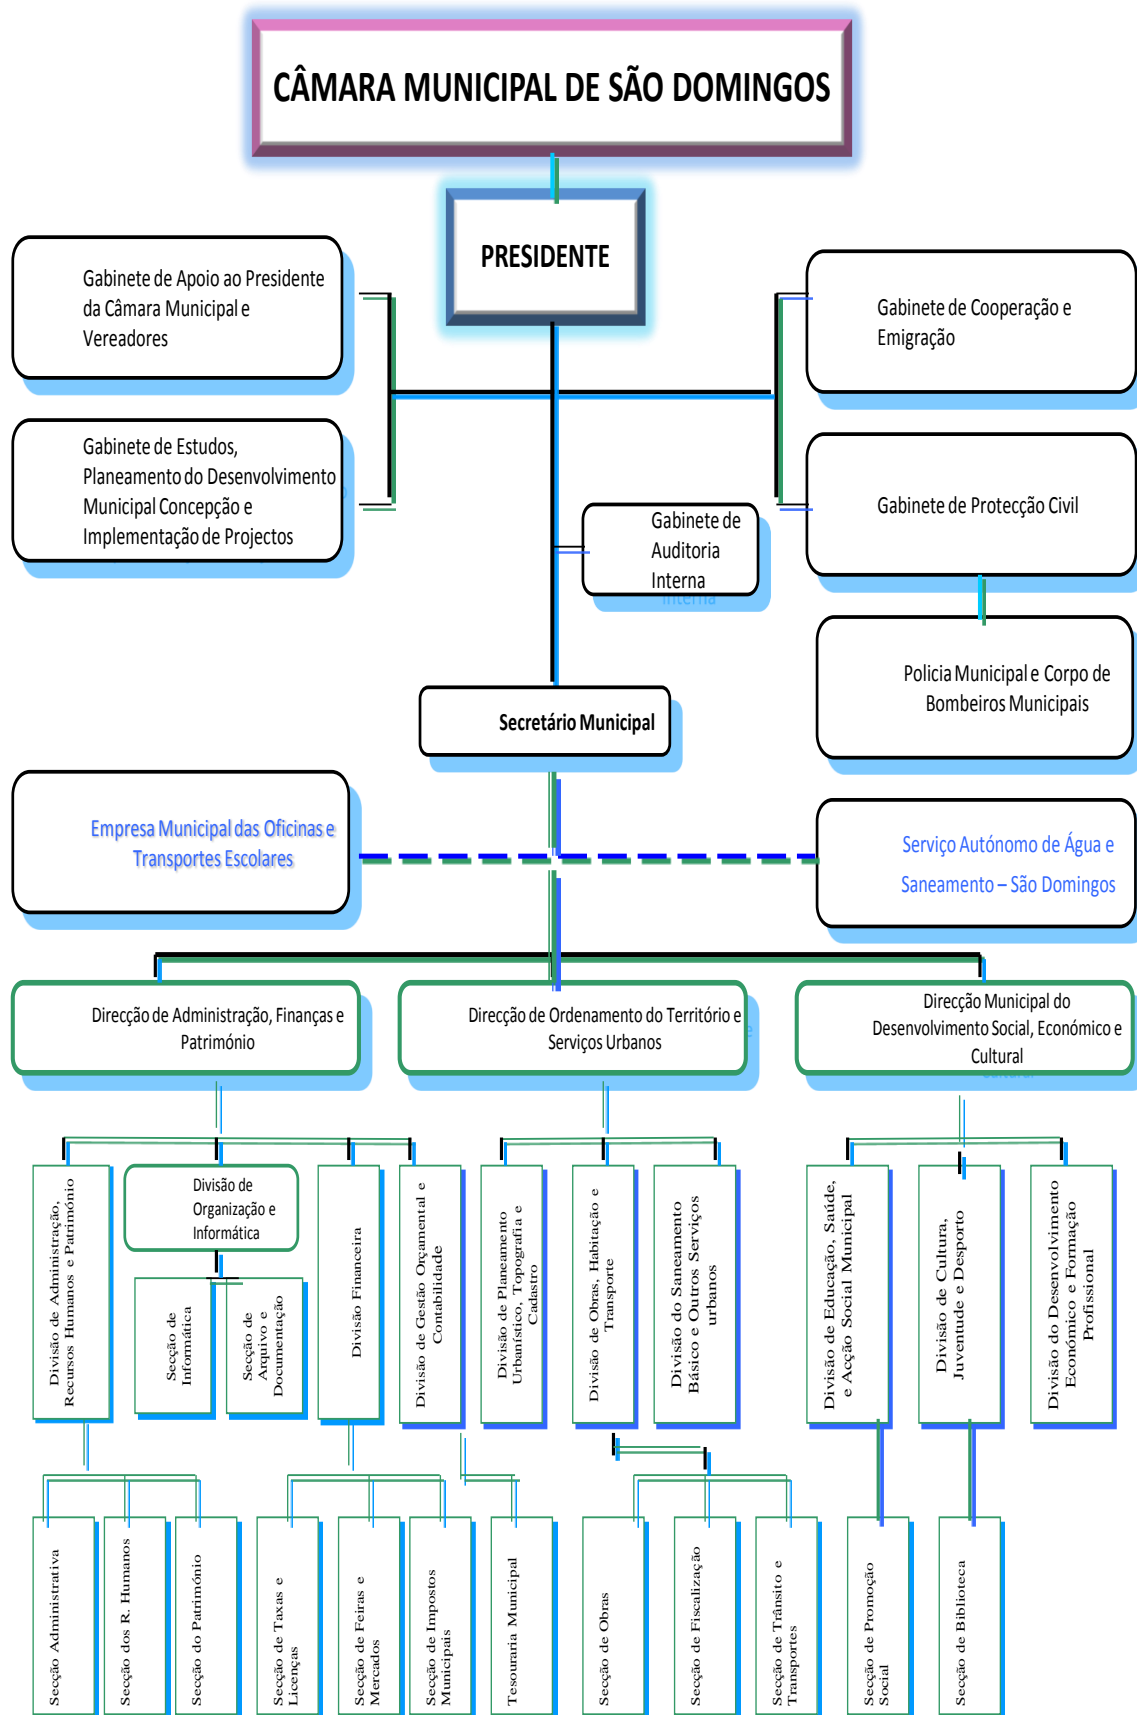 CÂMARA MUNICIPAL DE SÃO DOMINGOS
PRESIDENTE
Gabinete de Apoio ao Presidente
da Câmara Municipal e
Vereadores
Gabinete de Cooperação e
Emigração
Gabinete de Estudos,
Planeamento do Desenvolvimento
Municipal Concepção e
Implementação de Projectos
Gabinete de Protecção Civil
Gabinete de
Auditoria
Interna
Policia Municipal e Corpo de
Bombeiros Municipais
Secretário Municipal
Empresa Municipal das Oficinas e
Transportes Escolares
Serviço Autónomo de Água e
Saneamento – São Domingos
Direcção de Administração, Finanças e
Património
Direcção de Ordenamento do Território e
Serviços Urbanos
Direcção Municipal do
Desenvolvimento Social, Económico e
Cultural
Divisão de Administração,
Recursos Humanos e Património
Divisão de
Organização e
Informática
Secção de
Informática
Secção de
Arquivo e
Documentação
Divisão Financeira
Divisão de Gestão Orçamental e
Contabilidade
Divisão de Planeamento
Urbanístico, Topografia e
Cadastro
Divisão de Obras, Habitação e
Transporte
Divisão do Saneamento
Básico e Outros Serviços
urbanos
Divisão de Educação, Saúde,
e Acção Social Municipal
Divisão de Cultura,
Juventude e Desporto
Divisão do Desenvolvimento
Económico e Formação
Profissional
Secção Administrativa
Secção dos R. Humanos
Secção do Património
Secção de Taxas e
Licenças
Secção de Feiras e
Mercados
Secção de Impostos
Municipais
Tesouraria Municipal
Secção de Obras
Secção de Fiscalização
Secção de Trânsito e
Transportes
Secção de Promoção
Social
Secção de Biblioteca